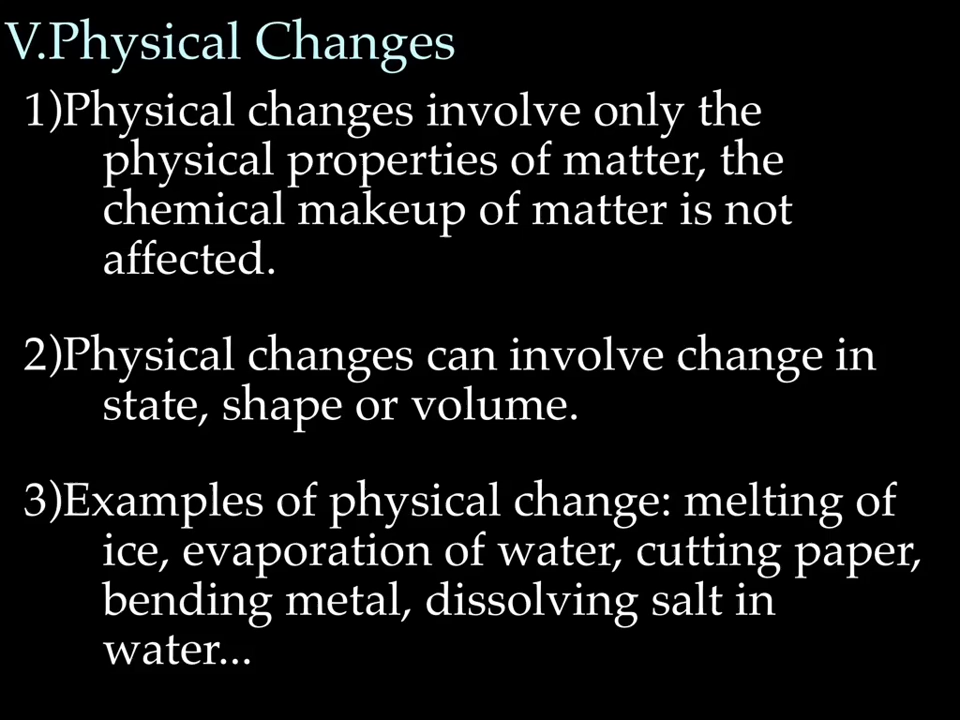 V.Physical Changes
1)Physical changes involve only the
physical properties of matter, the
chemical makeup of matter is not
affected.
2)Physical changes can involve change in
state, shape or volume.
3)Examples of physical change: melting of
ice, evaporation of water, cutting paper,
bending metal, dissolving salt in
water...